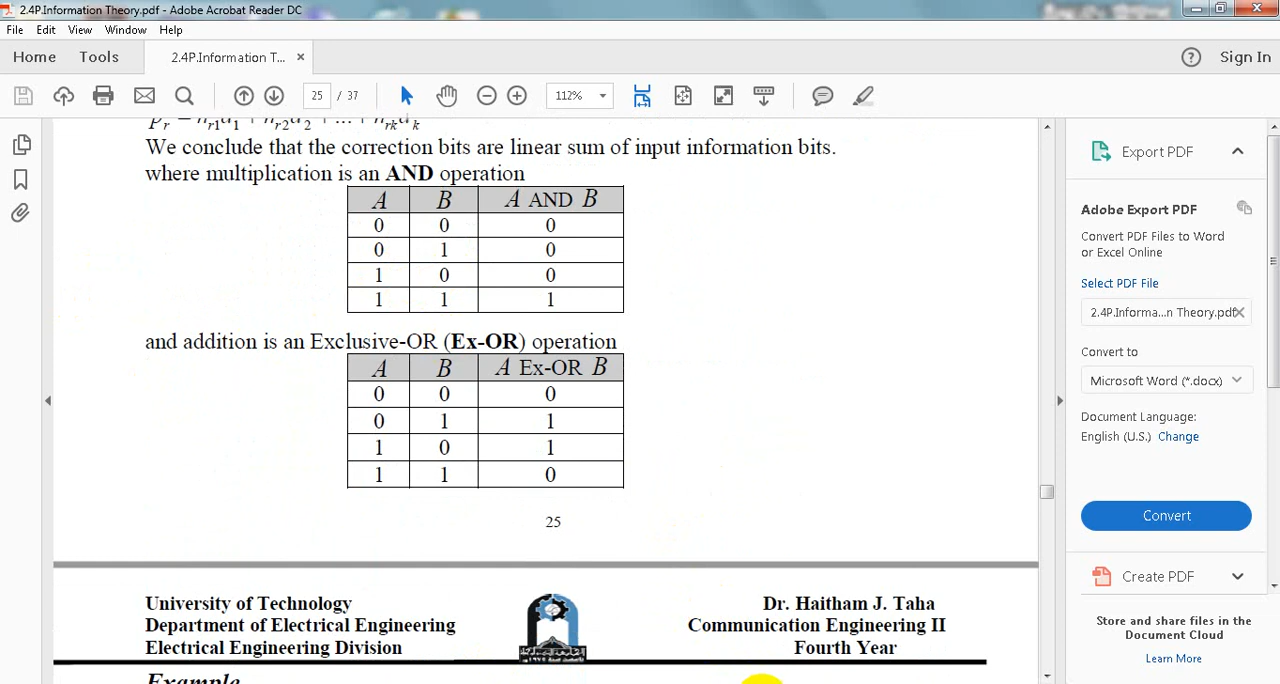 2.4P.Information Theory.pdf - Adobe Acrobat Reader DC
File Edit View Window Help
Home Tools 2.4P.Information T... × Sign In
25 / 37 112%
We conclude that the correction bits are linear sum of input information bits.
where multiplication is an AND operation
A B A AND B
0 0 0
0 1 0
1 0 0
1 1 1
and addition is an Exclusive-OR (Ex-OR) operation
A B A Ex-OR B
0 0 0
0 1 1
1 0 1
1 1 0
25
University of Technology
Department of Electrical Engineering
Electrical Engineering Division
Dr. Haitham J. Taha
Communication Engineering II
Fourth Year
Example
Export PDF
Adobe Export PDF
Convert PDF Files to Word
or Excel Online
Select PDF File
2.4P.Informa...n Theory.pdf
Convert to
Microsoft Word (*.docx)
Document Language:
English (U.S.) Change
Convert
Create PDF
Store and share files in the
Document Cloud
Learn More